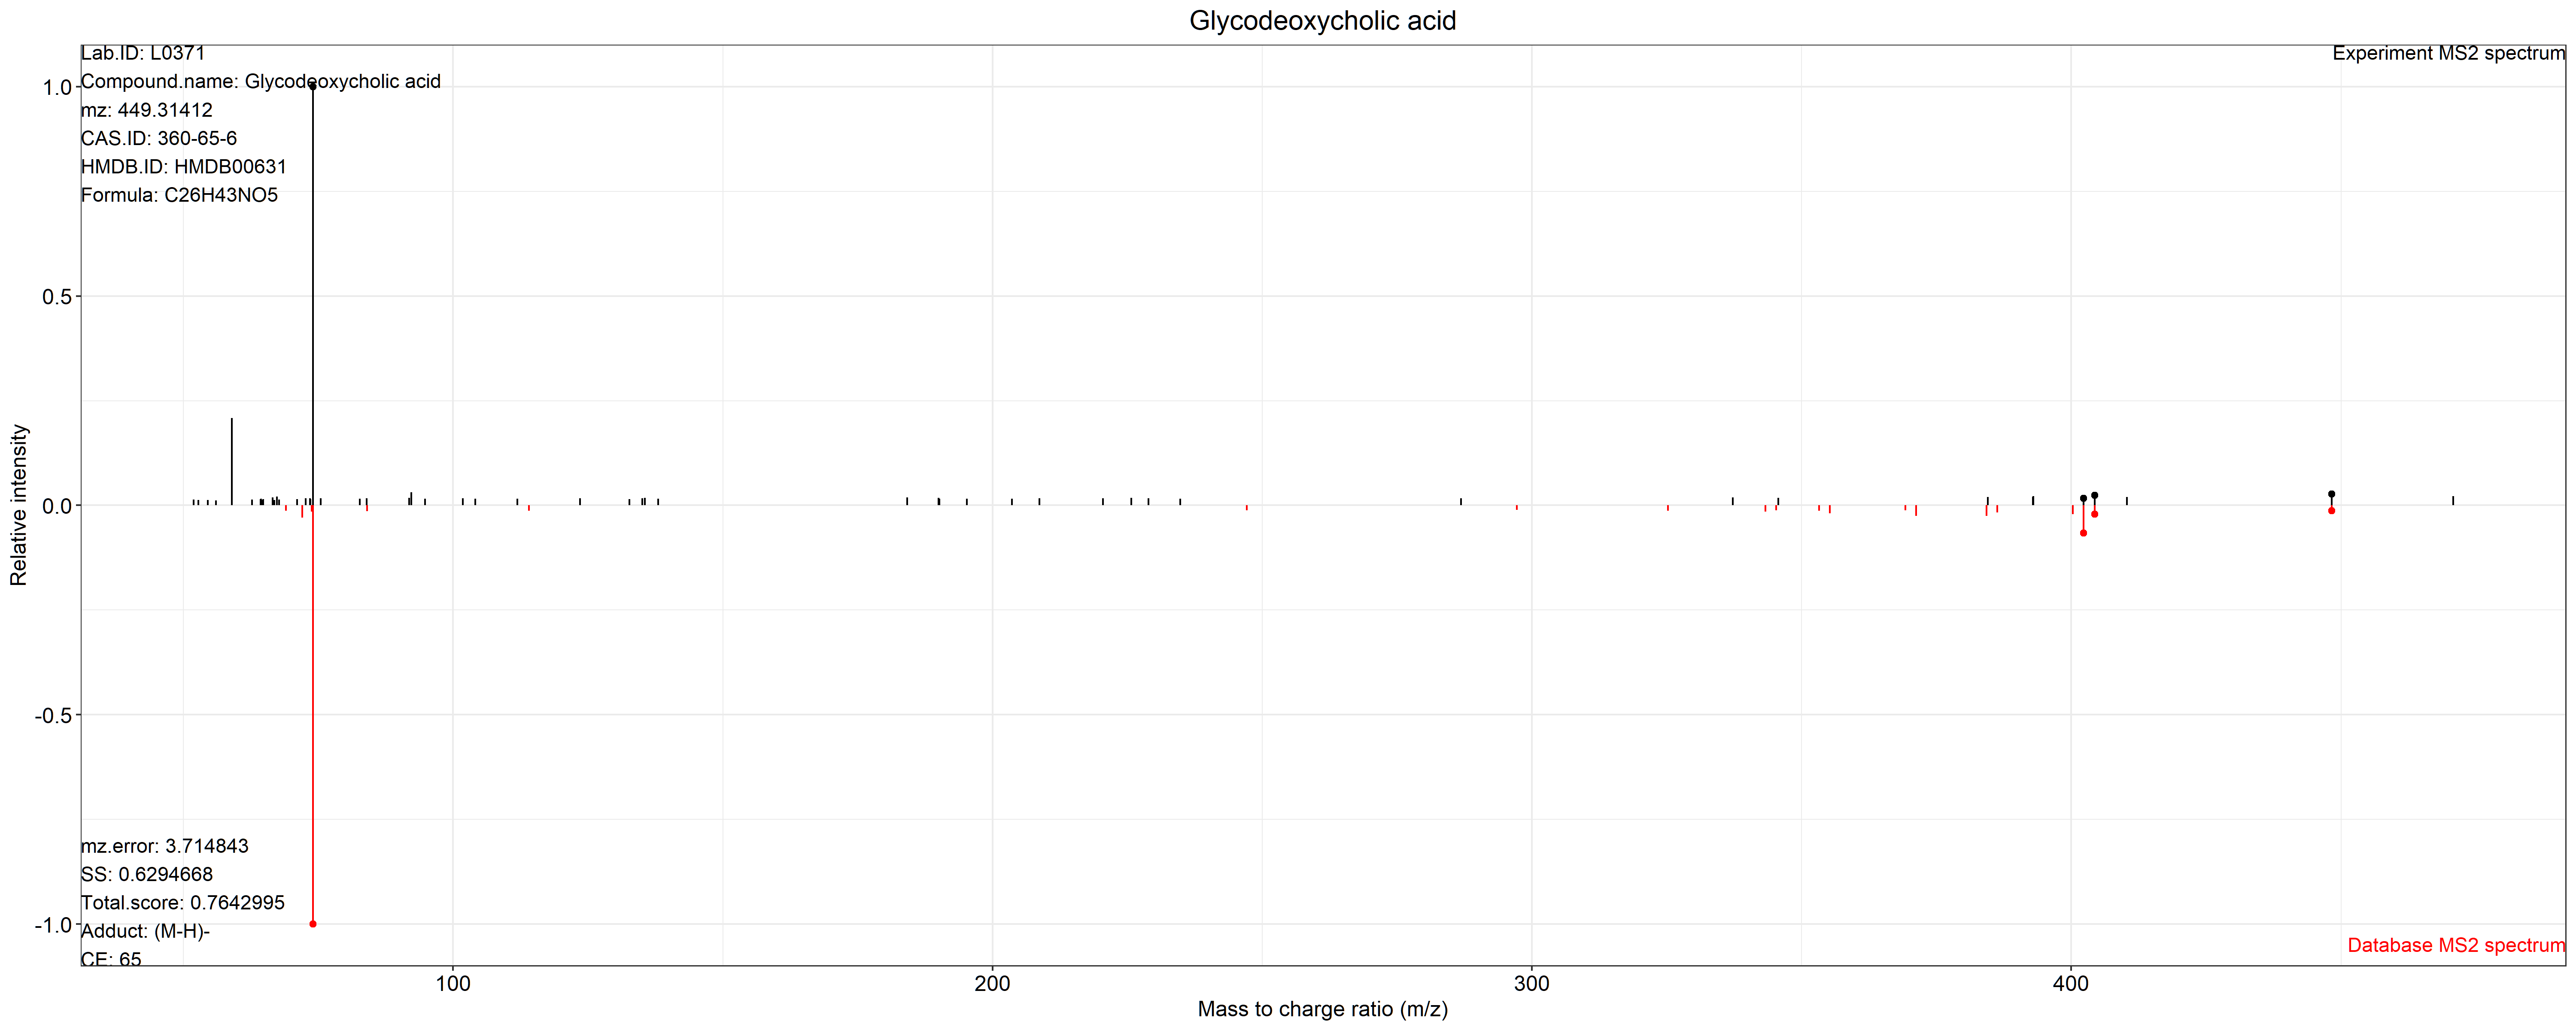 Glycodeoxycholic acid
Lab.ID: L0371
Experiment MS2 spectrum
Compound.name: Glycodeoxycholic acid
mz: 449.31412
CAS.ID: 360-65-6
HMDB.ID: HMDB00631
Formula: C26H43NO5
1.0
0.5
0.0
-0.5
-1.0
Relative intensity
mz.error: 3.714843
SS: 0.6294668
Total.score: 0.7642995
Adduct: (M-H)-
CE: 65
Database MS2 spectrum
100 200 300 400
Mass to charge ratio (m/z)